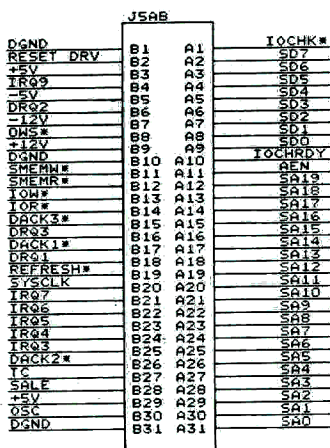 J5AB
DGND B1 A1 IOCHK*
RESET DRV B2 A2 SD7
+5V B3 A3 SD6
IRQ9 B4 A4 SD5
-5V B5 A5 SD4
DRQ2 B6 A6 SD3
-12V B7 A7 SD2
OWS* B8 A8 SD1
+12V B9 A9 SD0
DGND B10 A10 IOCHRDY
SMEMW* B11 A11 AEN
SMEMR* B12 A12 SA19
IOW* B13 A13 SA18
IOR* B14 A14 SA17
DACK3* B15 A15 SA16
DRQ3 B16 A16 SA15
DACK1* B17 A17 SA14
DRQ1 B18 A18 SA13
REFRESH* B19 A19 SA12
SYSCLK B20 A20 SA11
IRQ7 B21 A21 SA10
IRQ6 B22 A22 SA9
IRQ5 B23 A23 SA8
IRQ4 B24 A24 SA7
IRQ3 B25 A25 SA6
DACK2* B26 A26 SA5
TC B27 A27 SA4
SALE B28 A28 SA3
+5V B29 A29 SA2
OSC B30 A30 SA1
DGND B31 A31 SA0